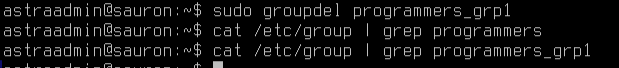 astraadmin@sauron:~$ sudo groupdel programmers_grp1
astraadmin@sauron:~$ cat /etc/group | grep programmers
astraadmin@sauron:~$ cat /etc/group | grep programmers_grp1
astraadmin@sauron:~$